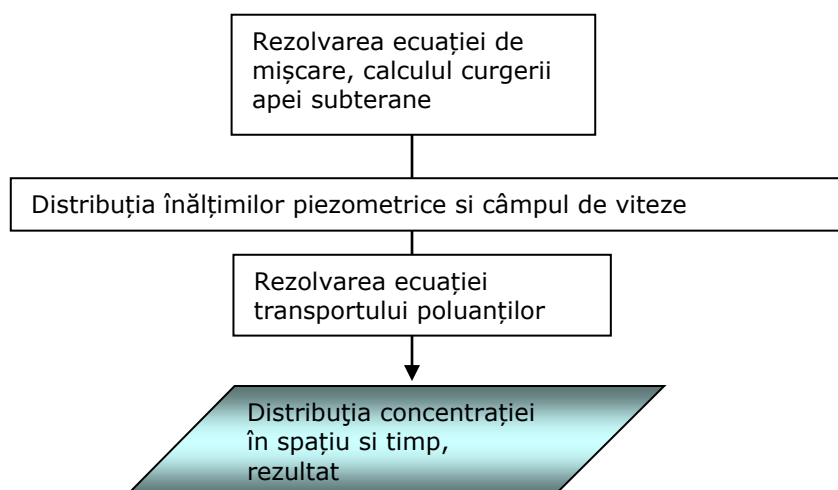 Rezolvarea ecuației de
mișcare, calculul curgerii
apei subterane
Distribuția înălțimilor piezometrice si câmpul de viteze
Rezolvarea ecuației
transportului poluanților
Distribuţia concentrației
în spațiu si timp,
rezultat